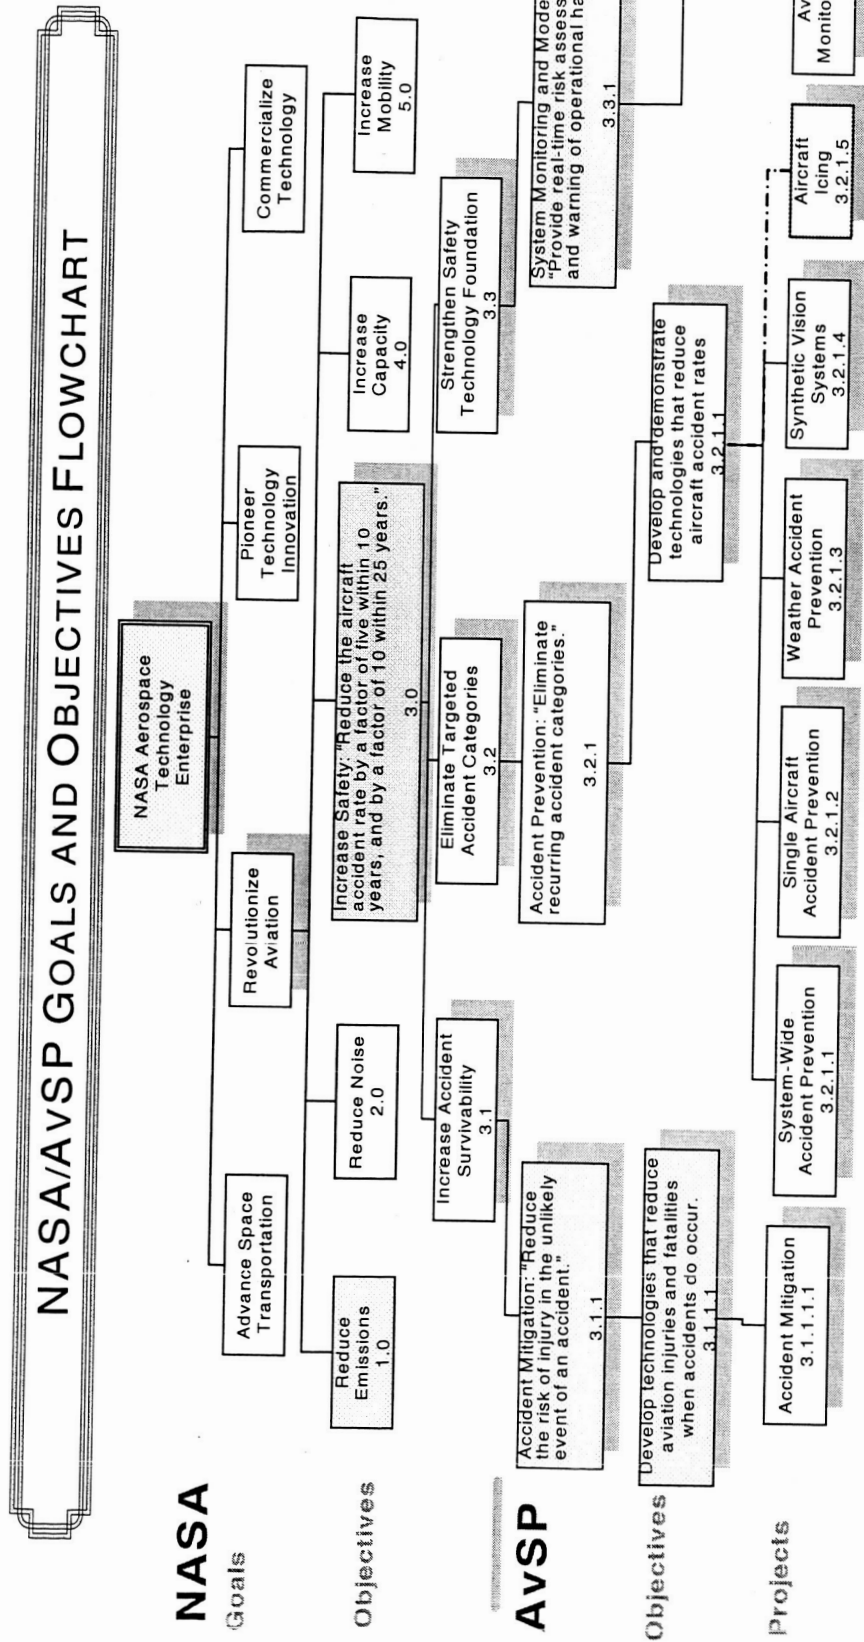 NASA/AVSP GOALS AND OBJECTIVES FLOWCHART
NASA
Goals
NASA Aerospace
Technology
Enterprise
Advance Space
Transportation
Revolutionize
Aviation
Pioneer
Technology
Innovation
Commercialize
Technology
Objectives
Reduce
Emissions
1.0
Reduce Noise
2.0
Increase Safety: "Reduce the aircraft
accident rate by a factor of five within 10
years, and by a factor of 10 within 25 years."
3.0
Increase
Capacity
4.0
Increase
Mobility
5.0
Increase Accident
Survivability
3.1
Eliminate Targeted
Accident Categories
3.2
Strengthen Safety
Technology Foundation
3.3
AvSP
Accident Mitigation: "Reduce
the risk of injury in the unlikely
event of an accident."
3.1.1
Accident Prevention: "Eliminate
recurring accident categories."
3.2.1
System Monitoring and Mode
"Provide real-time risk assess
and warning of operational ha
3.3.1
Objectives
Develop technologies that reduce
aviation injuries and fatalities
when accidents do occur.
3.1.1.1
Develop and demonstrate
technologies that reduce
aircraft accident rates
3.2.1.1
Projects
Accident Mitigation
3.1.1.1.1
System-Wide
Accident Prevention
3.2.1.1
Single Aircraft
Accident Prevention
3.2.1.2
Weather Accident
Prevention
3.2.1.3
Synthetic Vision
Systems
3.2.1.4
Aircraft
Icing
3.2.1.5
Av
Monito